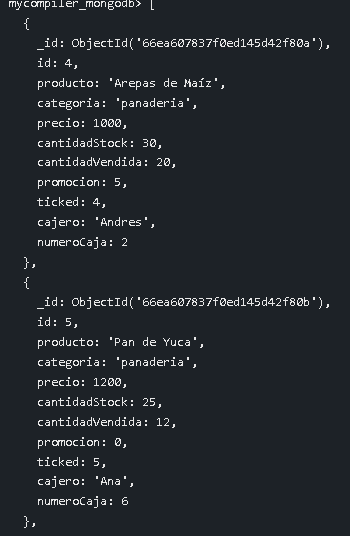 mycompiler_mongodb> [
{
_id: ObjectId('66ea607837f0ed145d42f80a'),
id: 4,
producto: 'Arepas de Maíz',
categoria: 'panaderia',
precio: 1000,
cantidadStock: 30,
cantidadVendida: 20,
promocion: 5,
ticked: 4,
cajero: 'Andres',
numeroCaja: 2
},
{
_id: ObjectId('66ea607837f0ed145d42f80b'),
id: 5,
producto: 'Pan de Yuca',
categoria: 'panaderia',
precio: 1200,
cantidadStock: 25,
cantidadVendida: 12,
promocion: 0,
ticked: 5,
cajero: 'Ana',
numeroCaja: 6
},